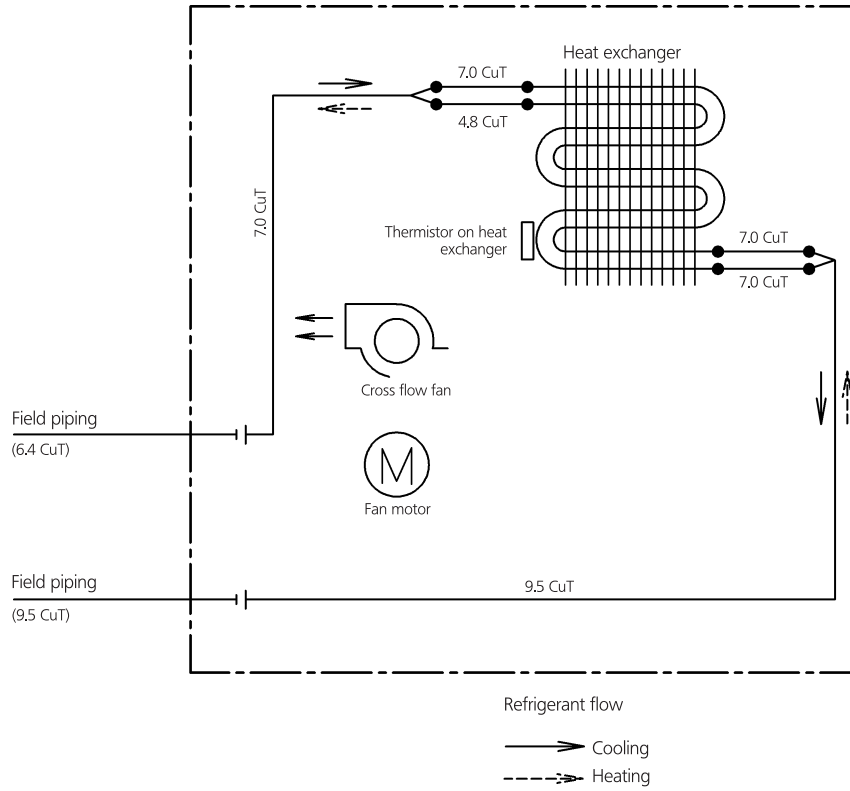 Heat exchanger
7.0 CuT
4.8 CuT
7.0 CuT
Thermistor on heat
exchanger
7.0 CuT
7.0 CuT
Cross flow fan
Field piping
(6.4 CuT)
M
Fan motor
Field piping
(9.5 CuT)
9.5 CuT
Refrigerant flow
Cooling
Heating